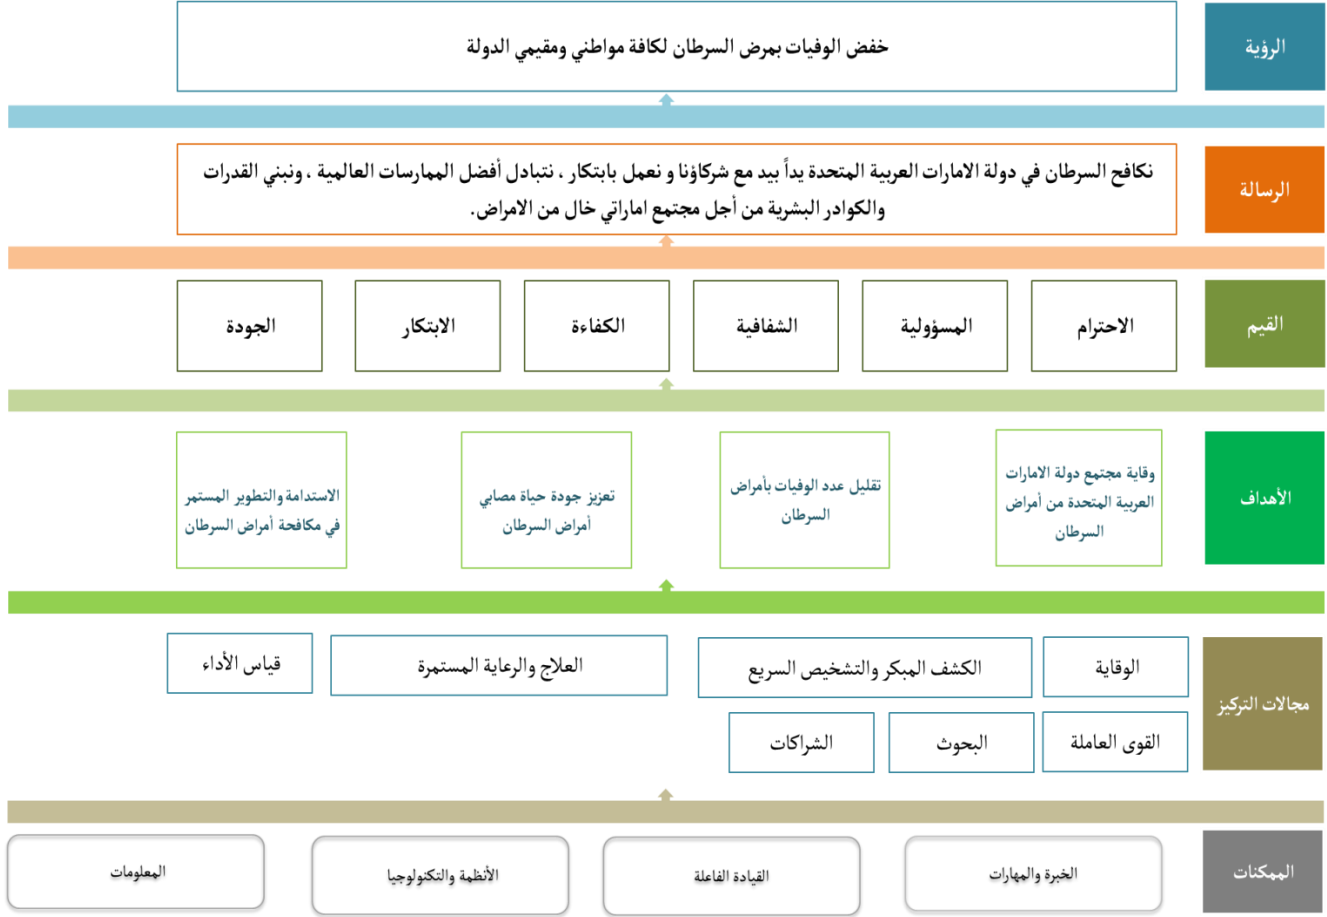 الرؤية
خفض الوفيات بمرض السرطان لكافة مواطني ومقيمي الدولة
الرسالة
نكافح السرطان في دولة الامارات العربية المتحدة يداً بيد مع شركاؤنا و نعمل بابتكار ، نتبادل أفضل الممارسات العالمية ، ونبني القدرات
والكوادر البشرية من أجل مجتمع اماراتي خال من الامراض.
القيم
الاحترام
المسؤولية
الشفافية
الكفاءة
الابتكار
الجودة
الأهداف
وقاية مجتمع دولة الامارات
العربية المتحدة من أمراض
السرطان
تقليل عدد الوفيات بأمراض
السرطان
تعزيز جودة حياة مصابي
أمراض السرطان
الاستدامة والتطوير المستمر
في مكافحة أمراض السرطان
مجالات التركيز
الوقاية
الكشف المبكر والتشخيص السريع
العلاج والرعاية المستمرة
قياس الأداء
القوى العاملة
البحوث
الشراكات
الممكنات
الخبرة والمهارات
القيادة الفاعلة
الأنظمة والتكنولوجيا
المعلومات